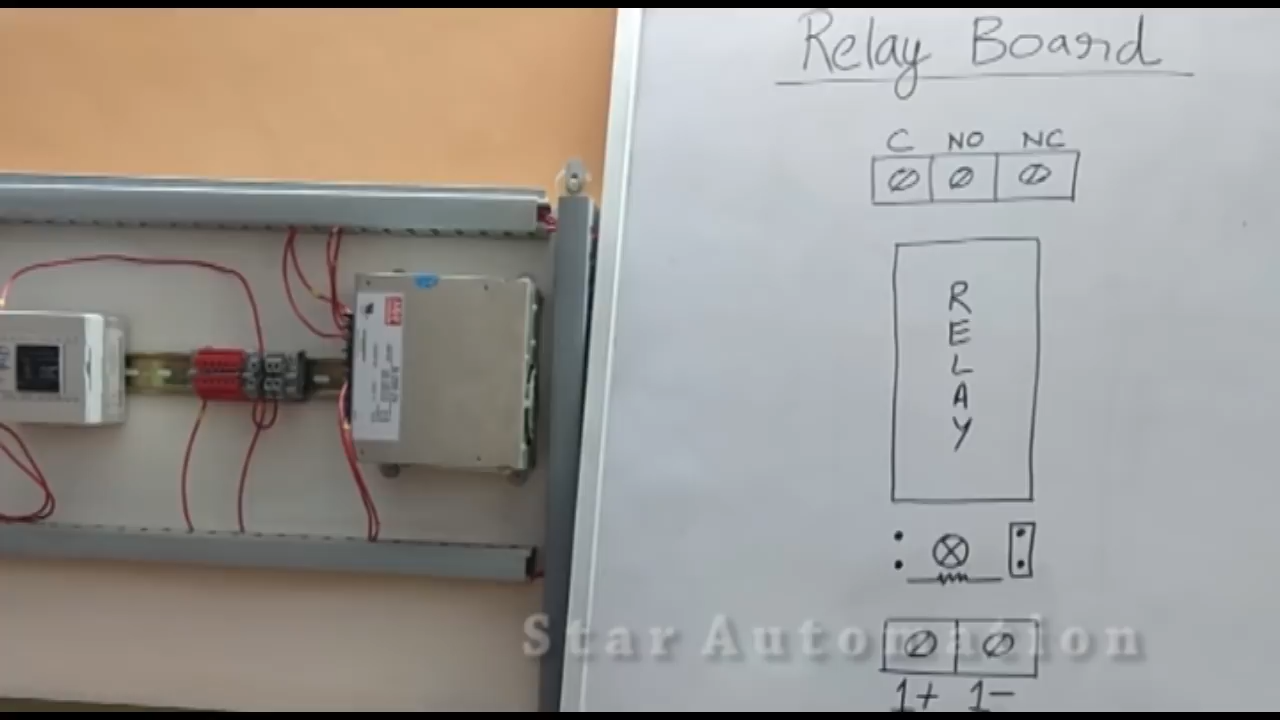 Relay Board
C NO NC
RELAY
Star Automation
1+ 1-